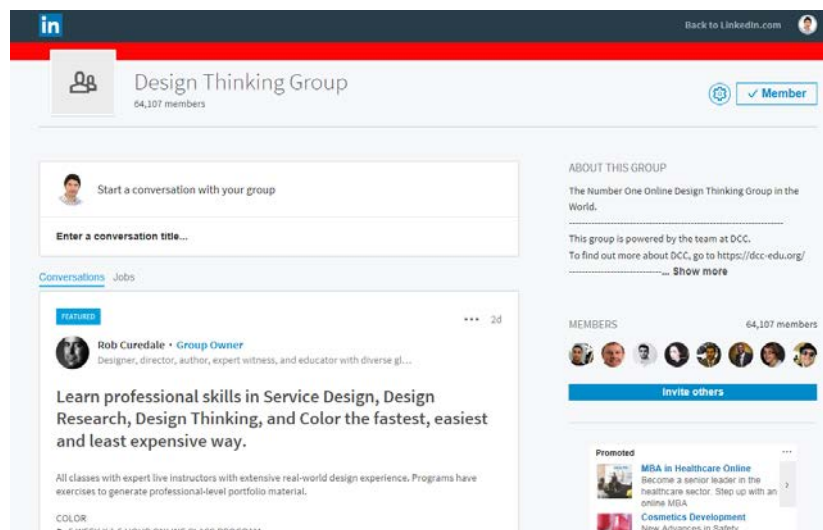 in
Back to LinkedIn.com
Design Thinking Group
64,107 members
✓ Member
Start a conversation with your group
Enter a conversation title...
Conversations Jobs
FEATURED
••• 2d
Rob Curedale • Group Owner
Designer, director, author, expert witness, and educator with diverse gl...
Learn professional skills in Service Design, Design
Research, Design Thinking, and Color the fastest, easiest
and least expensive way.
All classes with expert live instructors with extensive real-world design experience. Programs have
exercises to generate professional-level portfolio material.
COLOR
ABOUT THIS GROUP
The Number One Online Design Thinking Group in the
World.
--------------------------------------------------------------
This group is powered by the team at DCC.
To find out more about DCC, go to https://dcc-edu.org/
---------------------------... Show more
MEMBERS 64,107 members
Invite others
Promoted ...
MBA in Healthcare Online
Become a senior leader in the
healthcare sector. Step up with an
online MBA
Cosmetics Development
New Advances in Safety